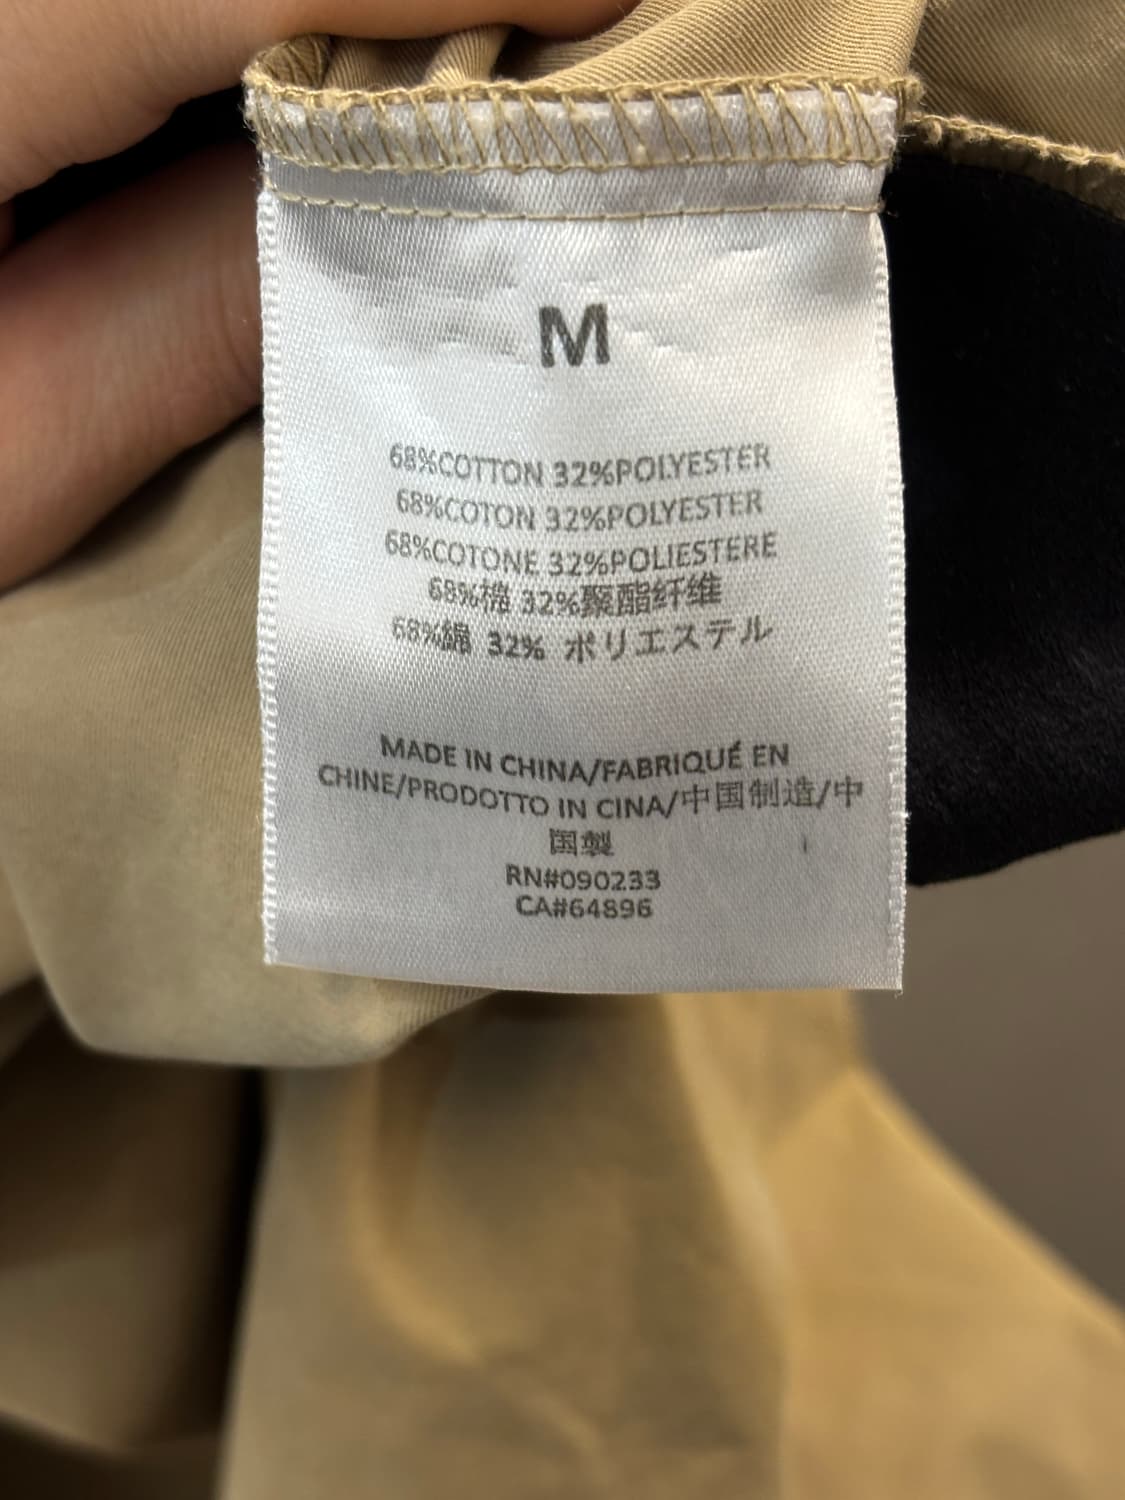 M
68%COTTON 32%POLYESTER
68%COTON 32%POLYESTER
68%COTONE 32%POLIESTERE
68%棉 32%聚酯纤维
68%綿 32% ポリエステル
MADE IN CHINA/FABRIQUÉ EN
CHINE/PRODOTTO IN CINA/中国制造/中
国製
RN#090233
CA#64896